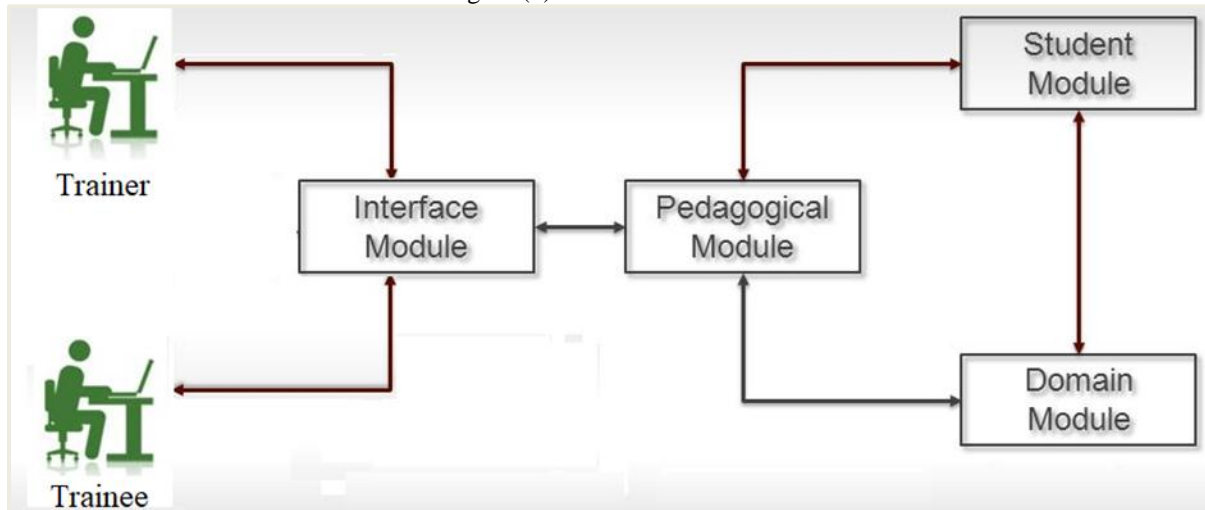 Trainer
Interface
Module
Pedagogical
Module
Student
Module
Domain
Module
Trainee